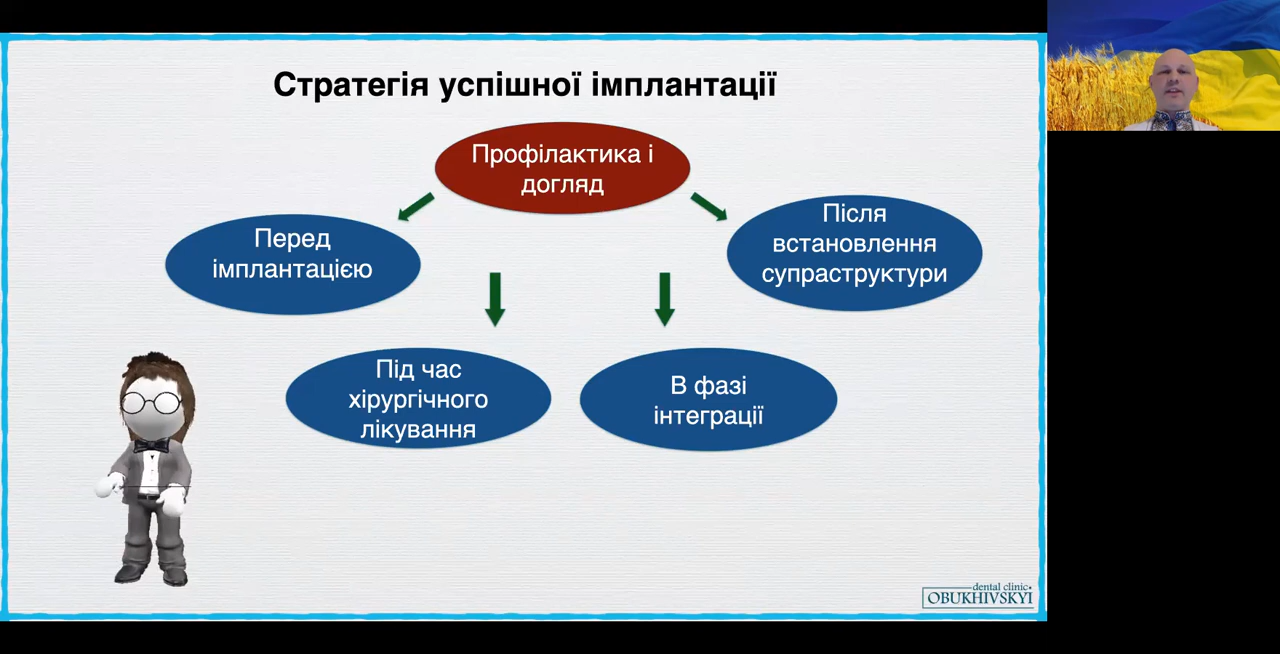 Стратегія успішної імплантації
Профілактика і
догляд
Перед
імплантацією
Після
встановлення
супраструктури
Під час
хірургічного
лікування
В фазі
інтеграції
dental clinic
OBUKHIVSKYI